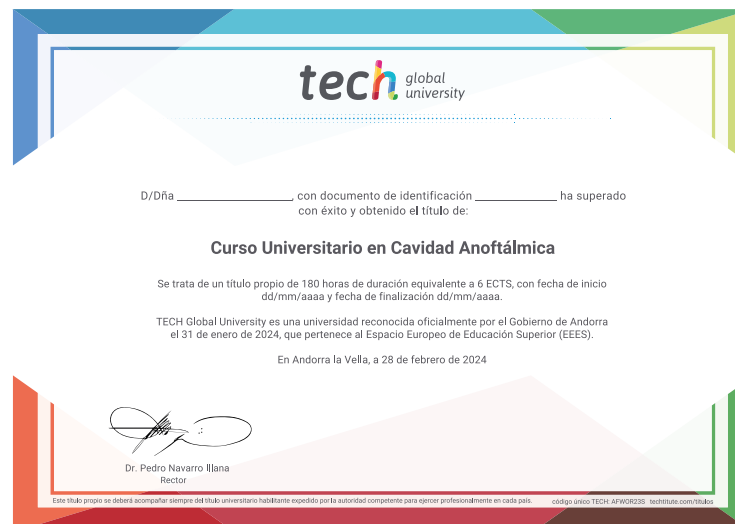 tech global university
D/Dña ______________, con documento de identificación ______________ ha superado
con éxito y obtenido el título de:
Curso Universitario en Cavidad Anoftálmica
Se trata de un título propio de 180 horas de duración equivalente a 6 ECTS, con fecha de inicio
dd/mm/aaaa y fecha de finalización dd/mm/aaaa.
TECH Global University es una universidad reconocida oficialmente por el Gobierno de Andorra
el 31 de enero de 2024, que pertenece al Espacio Europeo de Educación Superior (EEES).
En Andorra la Vella, a 28 de febrero de 2024
Dr. Pedro Navarro Illana
Rector
Este título propio se deberá acompañar siempre del título universitario habilitante expedido por la autoridad competente para ejercer profesionalmente en cada país. código único TECH: AFWOR23S techtitute.com/titulos